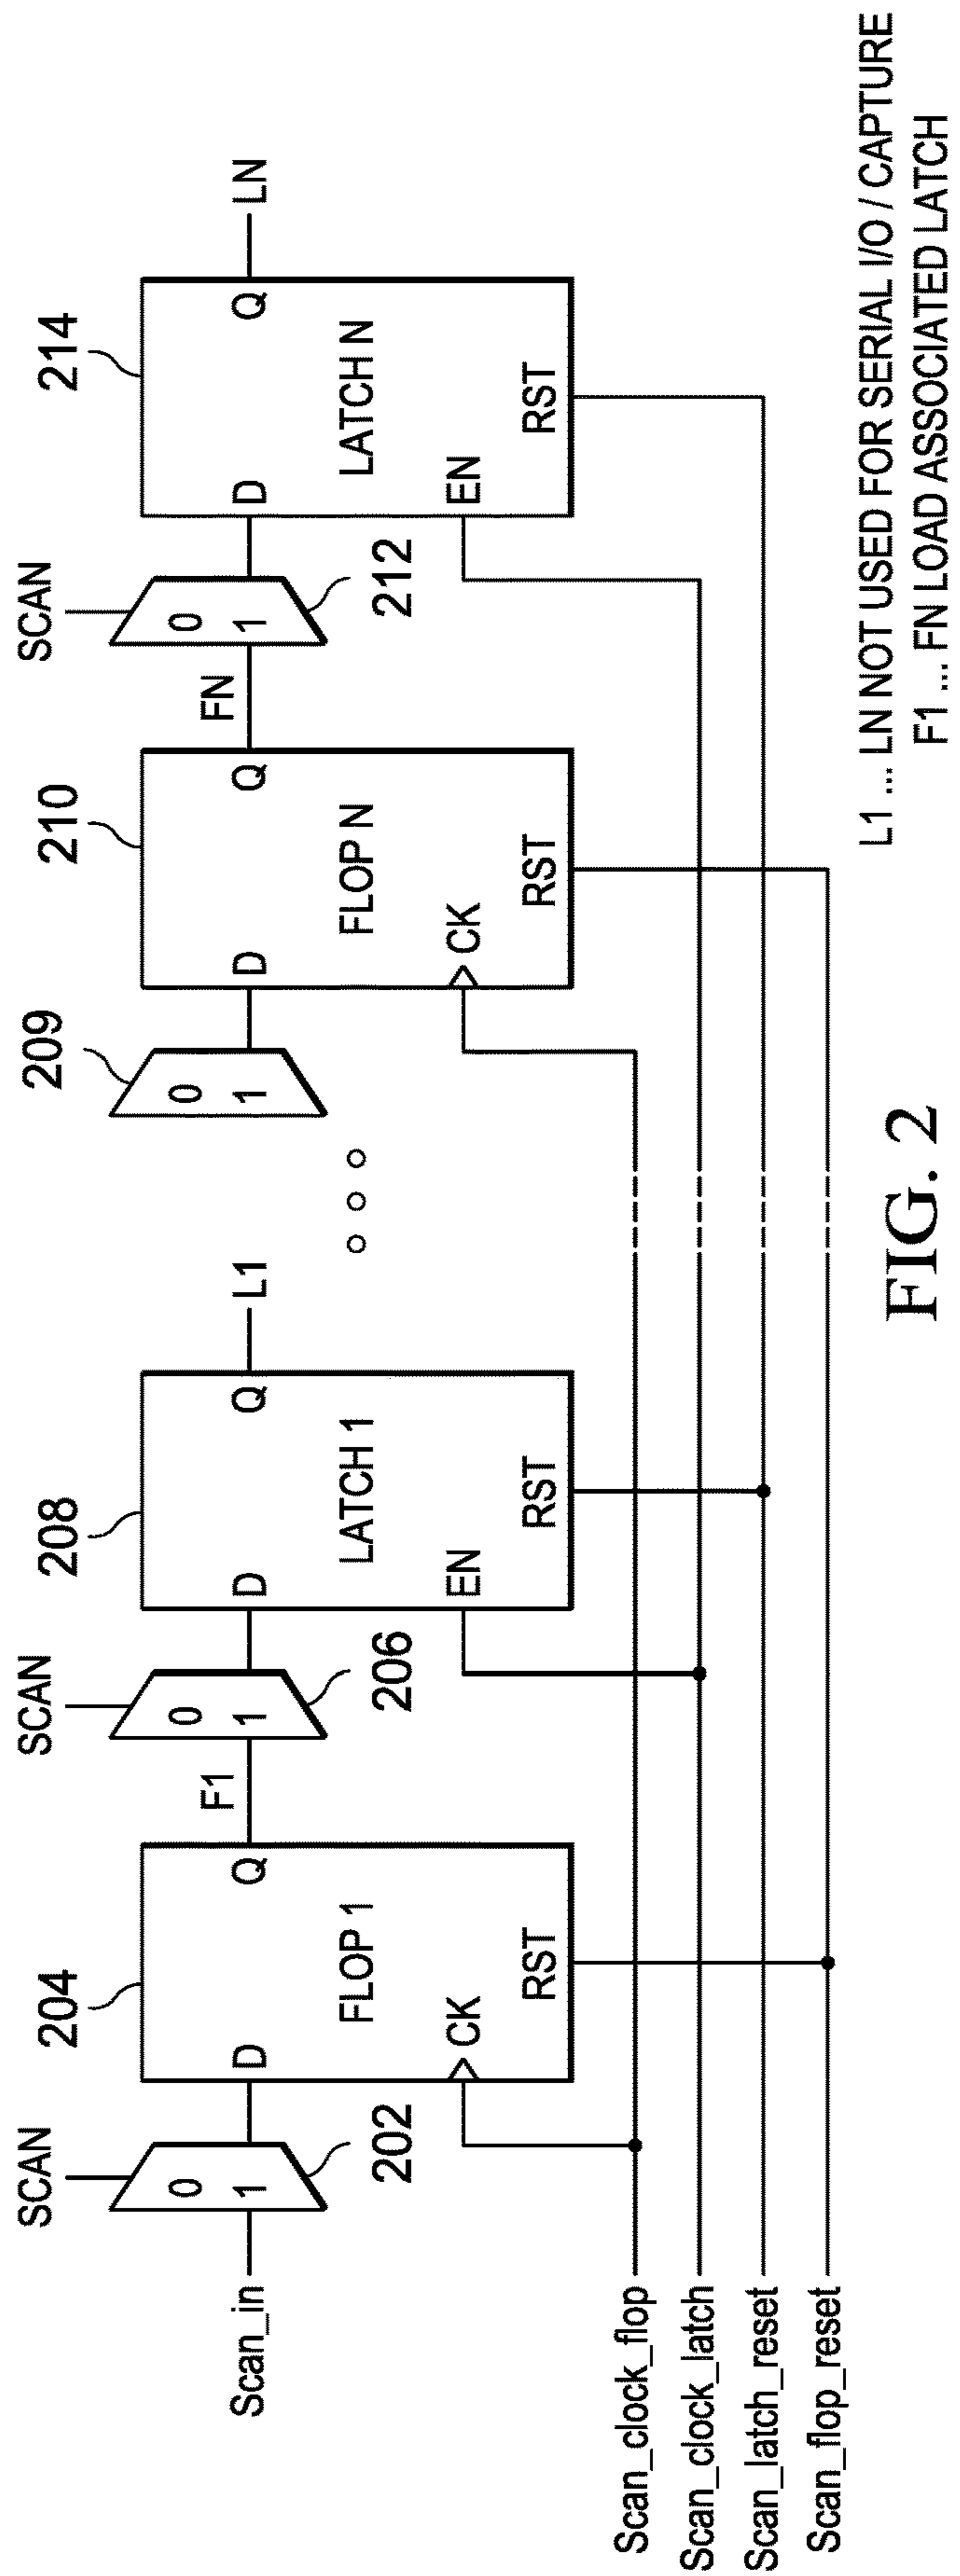 SCAN
202
0
1
Scan_in
204
D
Q
FLOP 1
CK
RST
F1
SCAN
206
0
1
208
D
Q
LATCH 1
EN
RST
L1
209
0
1
210
D
Q
FLOP N
CK
RST
FN
SCAN
212
0
1
214
D
Q
LATCH N
EN
RST
LN
Scan_clock_flop
Scan_clock_latch
Scan_latch_reset
Scan_flop_reset
L1 ... LN NOT USED FOR SERIAL I/O / CAPTURE
F1 ... FN LOAD ASSOCIATED LATCH
FIG. 2